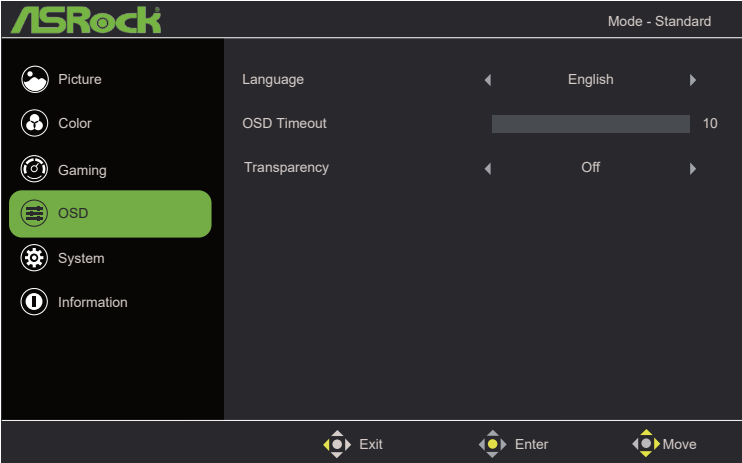 ASRock
Mode - Standard
Picture
Language
English
Color
OSD Timeout
10
Gaming
Transparency
Off
OSD
System
Information
Exit
Enter
Move